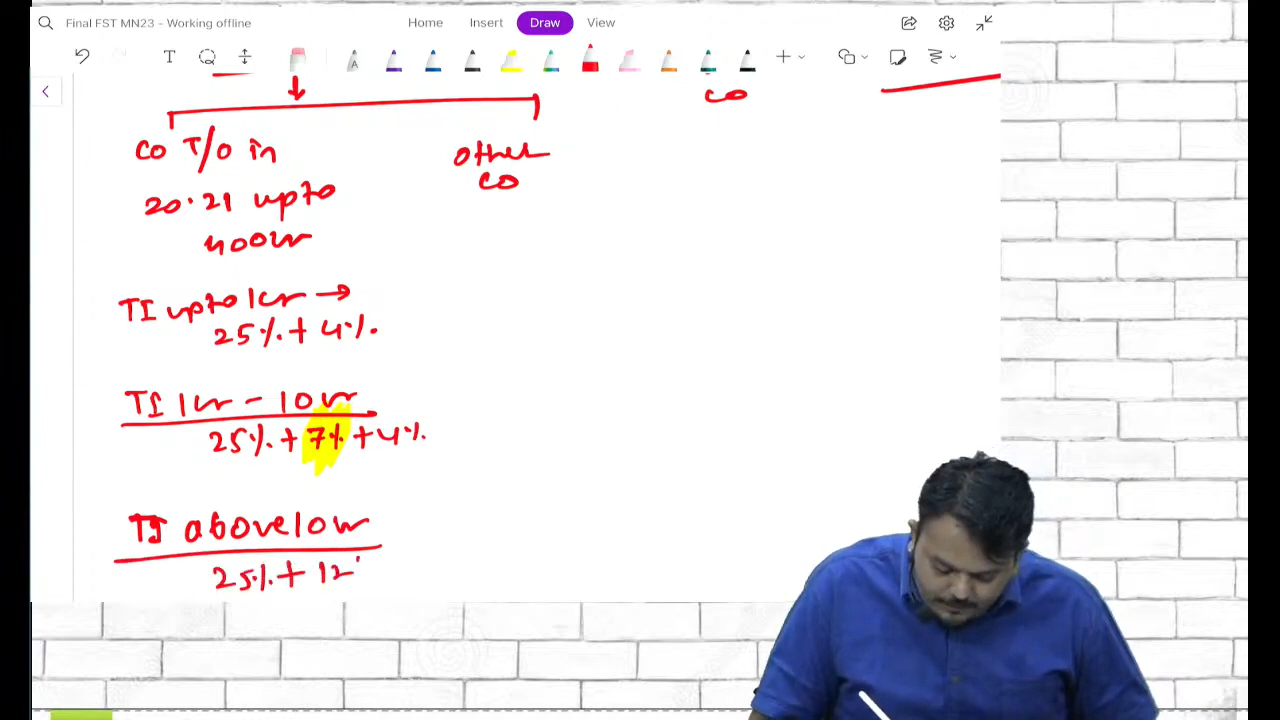 Final FST MN23 - Working offline
Home Insert Draw View
co
CO T/O in
20.21 upto
400cr
other
co
TI upto 1cr →
25% + 4%.
TI 1cr - 10cr
25% + 7% + 4%.
TI above 10cr
25% + 12